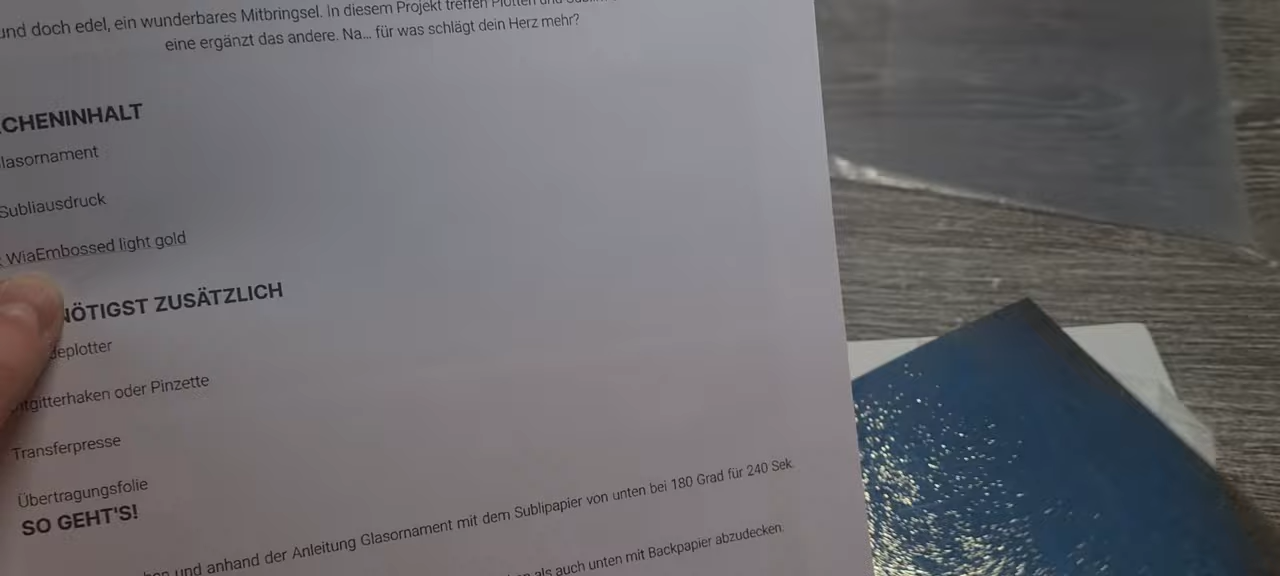 und doch edel, ein wunderbares Mitbringsel. In diesem Projekt treffen Plotten und
eine ergänzt das andere. Na... für was schlägt dein Herz mehr?
CHENINHALT
lasornament
Subliausdruck
WiaEmbossed light gold
NÖTIGST ZUSÄTZLICH
deplotter
tgitterhaken oder Pinzette
Transferpresse
Übertragungsfolie
SO GEHT'S!
und anhand der Anleitung Glasornament mit dem Sublipapier von unten bei 180 Grad für 240 Sek.
als auch unten mit Backpapier abzudecken.